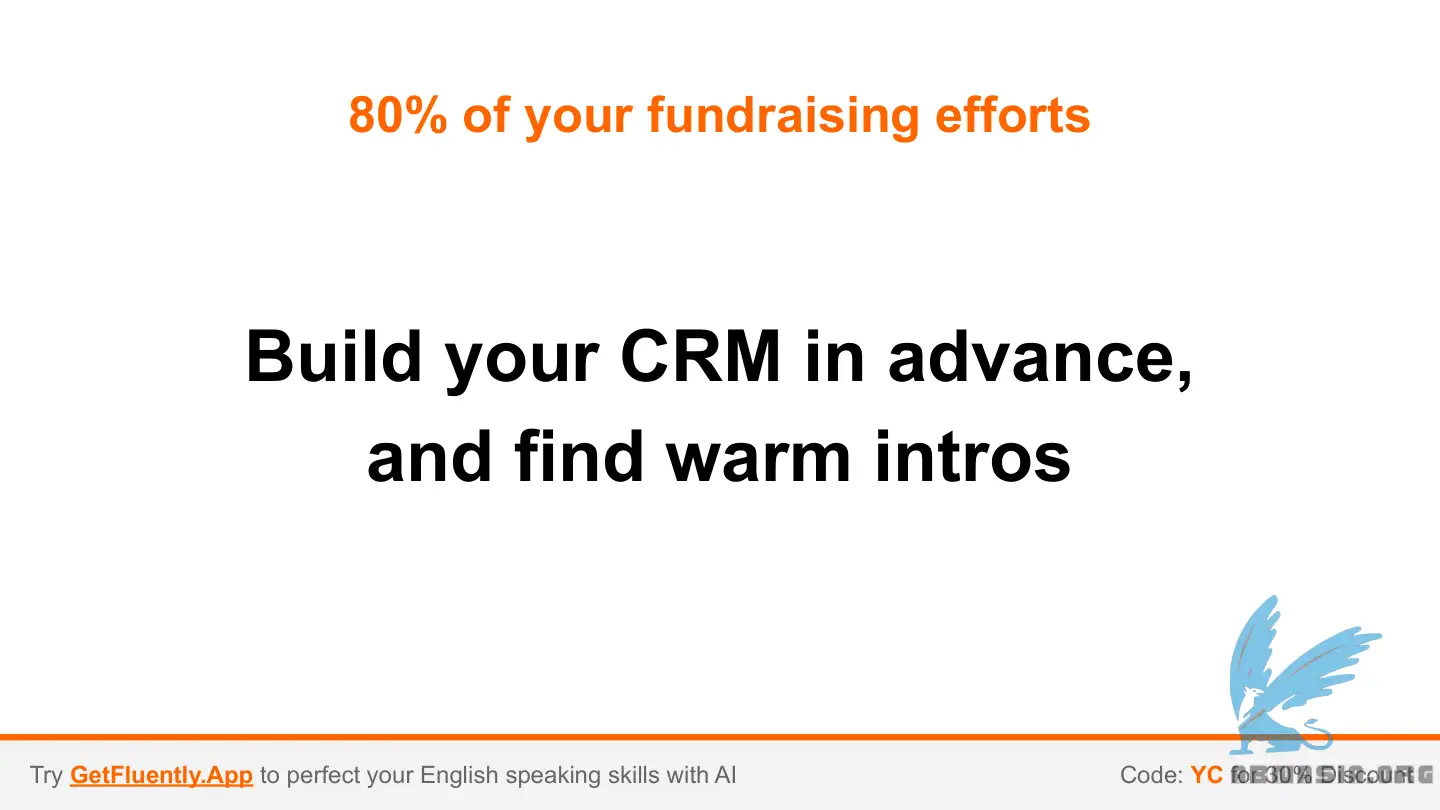 80% of your fundraising efforts
Build your CRM in advance,
and find warm intros
Try GetFluently.App to perfect your English speaking skills with AI
Code: YC for 30% Discount